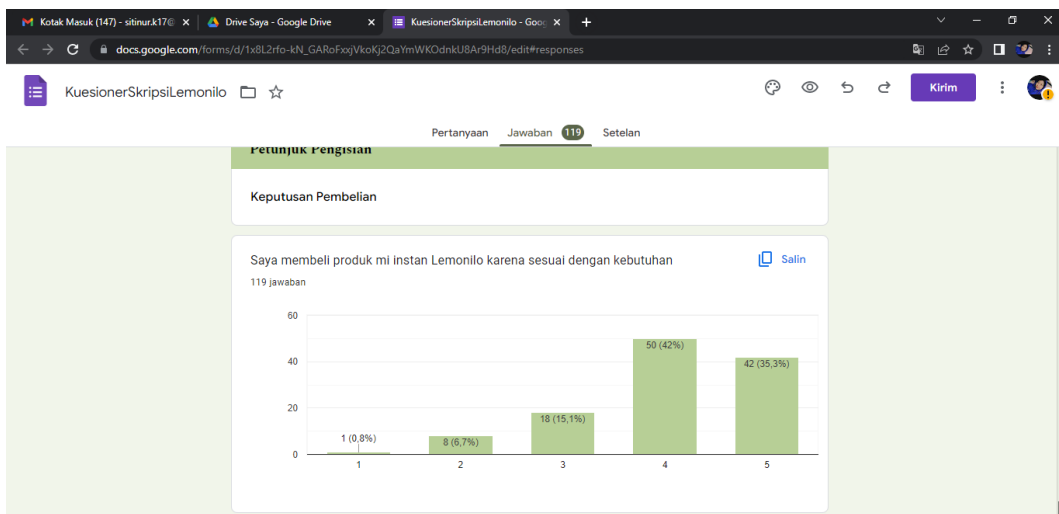 Kotak Masuk (147) - sitinur.k17@
Drive Saya - Google Drive
KuesionerSkripsiLemonilo - Goog
docs.google.com/forms/d/1x8L2rfo-kN_GARoFxxjVkoKj2QaYmWKOdnkU8Ar9Hd8/edit#responses
KuesionerSkripsiLemonilo
Kirim
Pertanyaan Jawaban 119 Setelan
Petunjuk Pengisian
Keputusan Pembelian
Saya membeli produk mi instan Lemonilo karena sesuai dengan kebutuhan
Salin
119 jawaban
60
40
20
0
1 (0,8%)
8 (6,7%)
18 (15,1%)
50 (42%)
42 (35,3%)
1 2 3 4 5